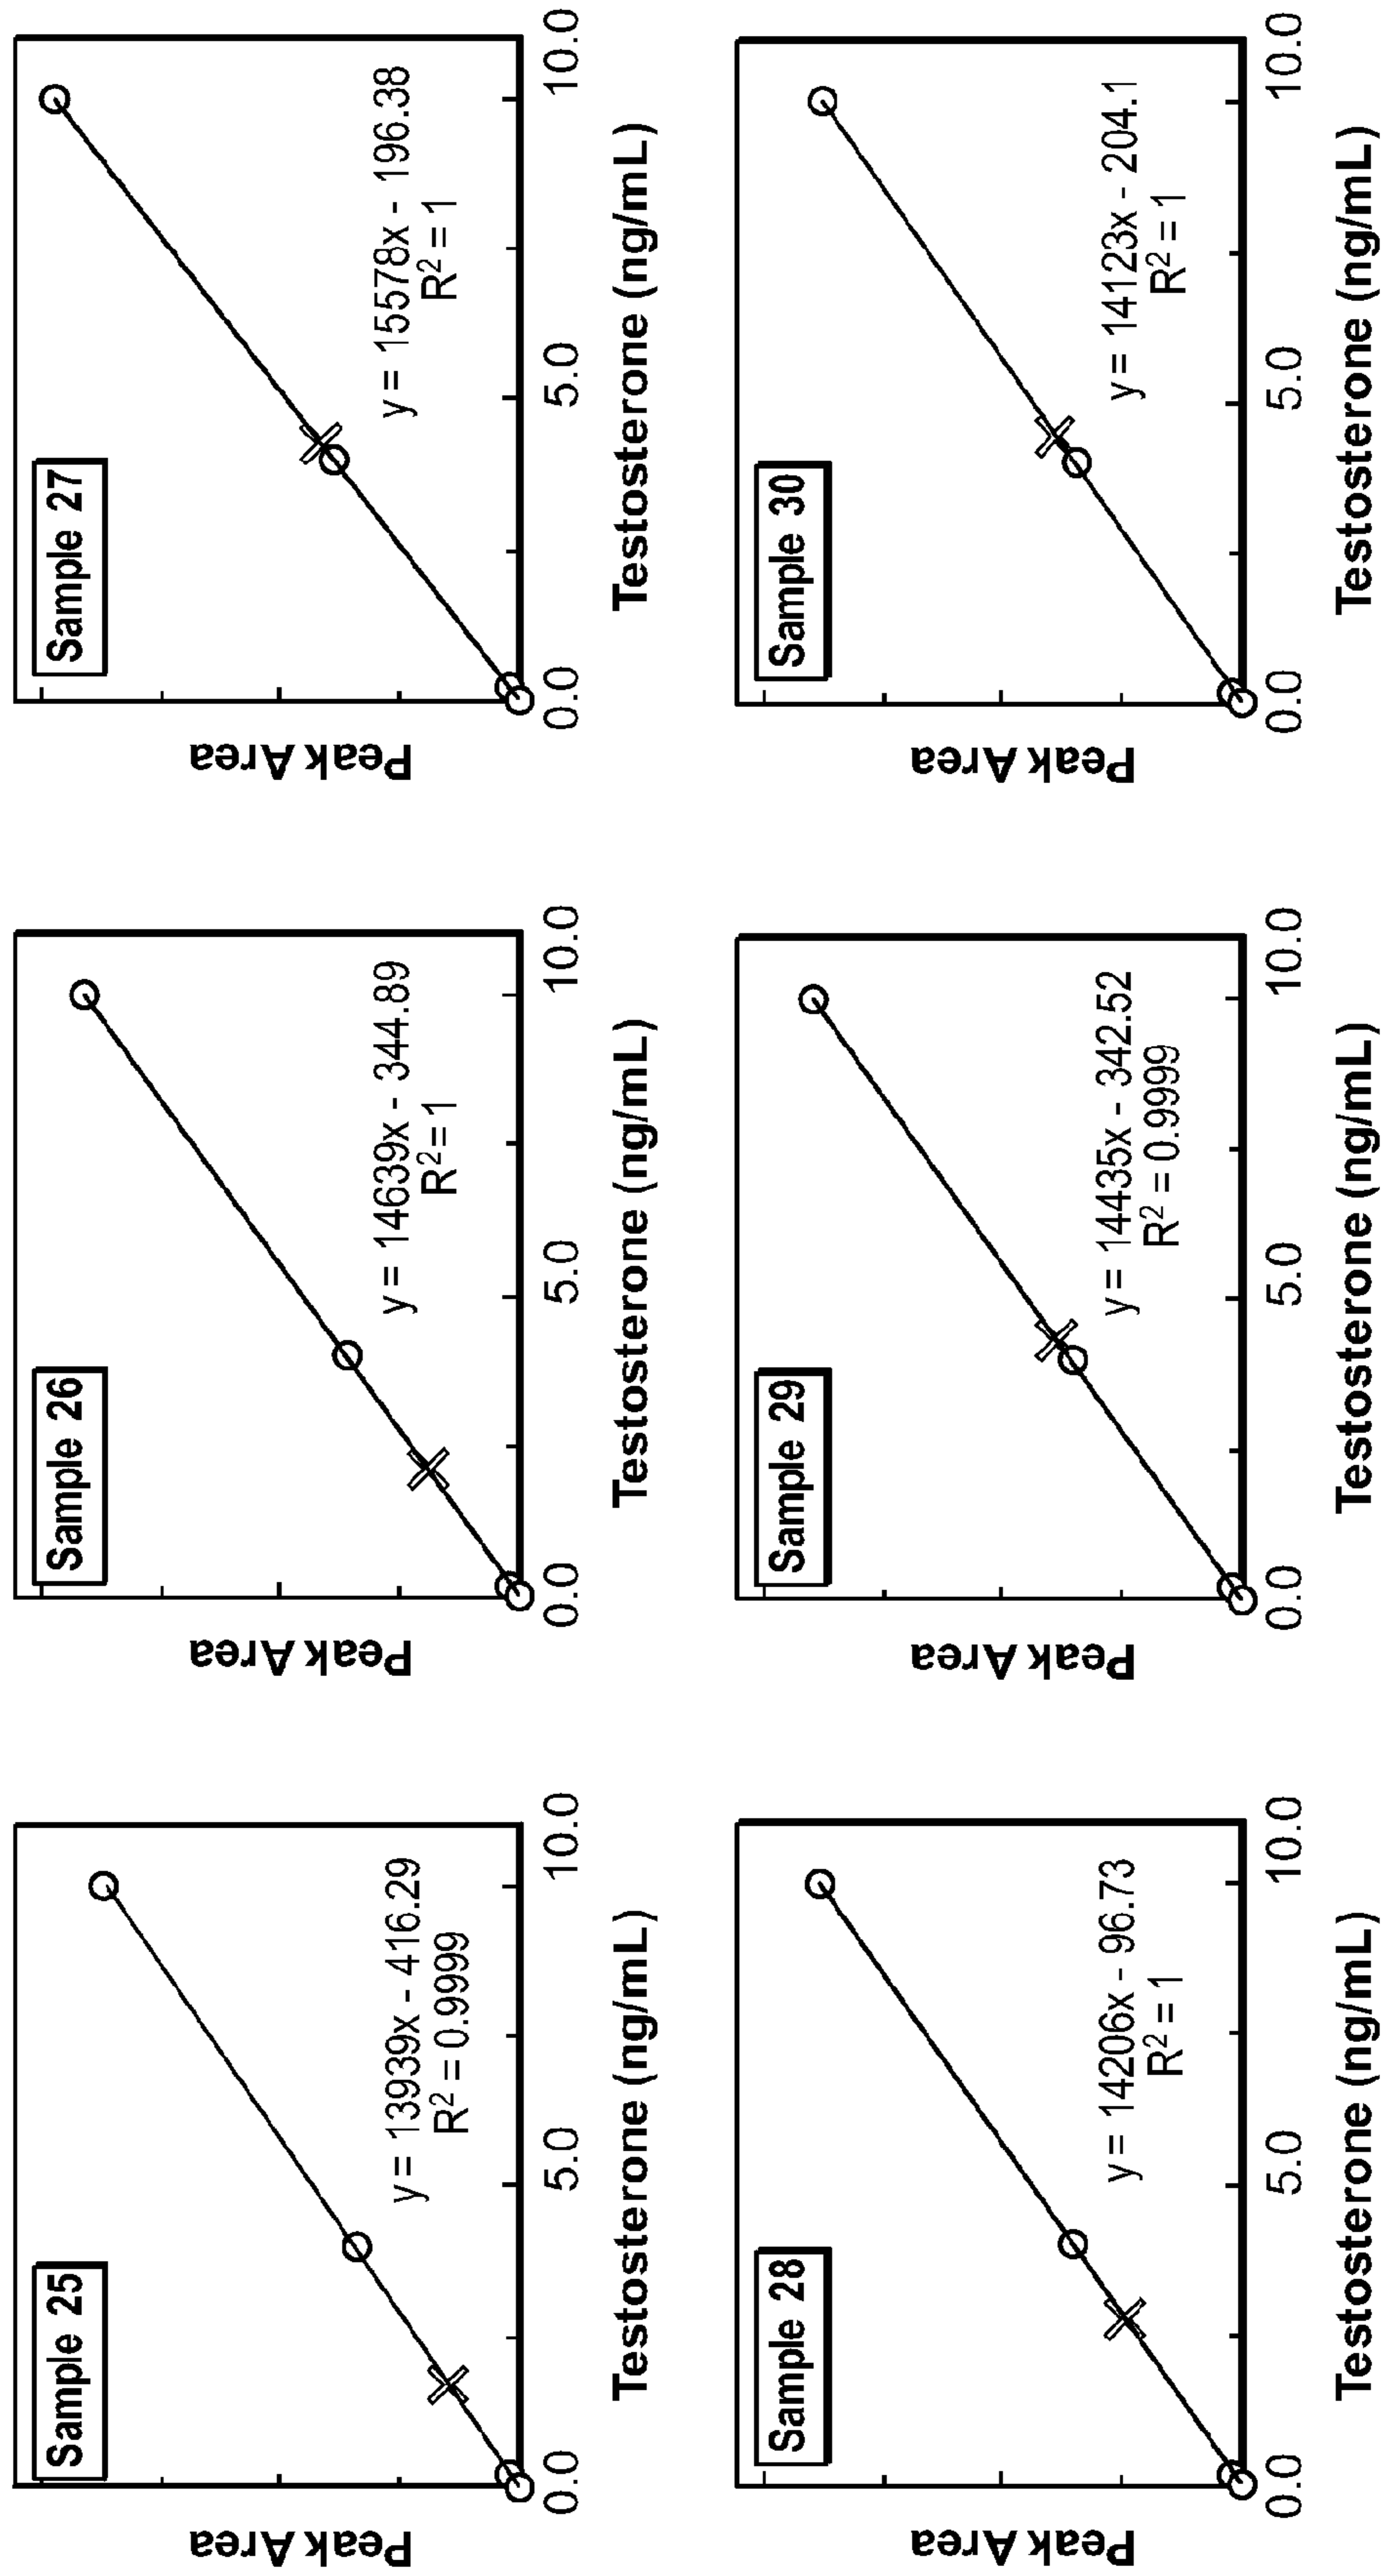 Sample 25
Peak Area
y = 13939x - 416.29
R² = 0.9999
0.0 5.0 10.0
Testosterone (ng/mL)
Sample 26
Peak Area
y = 14639x - 344.89
R² = 1
0.0 5.0 10.0
Testosterone (ng/mL)
Sample 27
Peak Area
y = 15578x - 196.38
R² = 1
0.0 5.0 10.0
Testosterone (ng/mL)
Sample 28
Peak Area
y = 14206x - 96.73
R² = 1
0.0 5.0 10.0
Testosterone (ng/mL)
Sample 29
Peak Area
y = 14435x - 342.52
R² = 0.9999
0.0 5.0 10.0
Testosterone (ng/mL)
Sample 30
Peak Area
y = 14123x - 204.1
R² = 1
0.0 5.0 10.0
Testosterone (ng/mL)